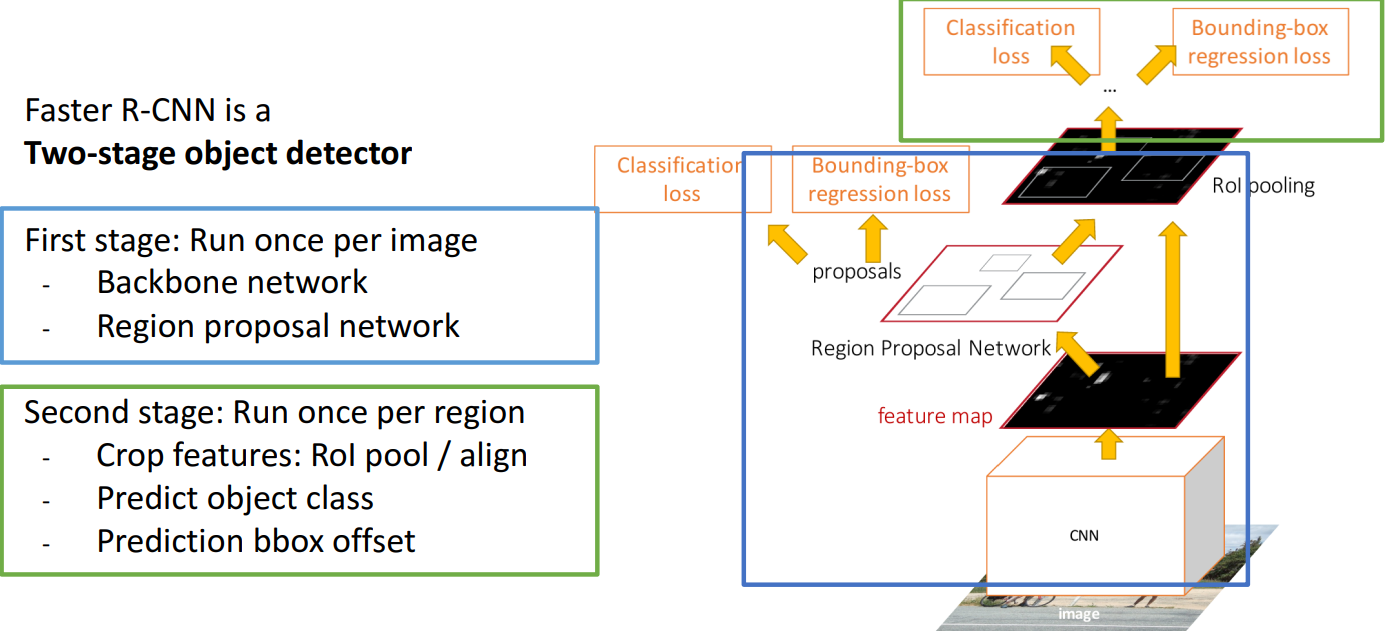 Faster R-CNN is a
Two-stage object detector
First stage: Run once per image
- Backbone network
- Region proposal network
Second stage: Run once per region
- Crop features: RoI pool / align
- Predict object class
- Prediction bbox offset
Classification
loss
Bounding-box
regression loss
...
Classification
loss
Bounding-box
regression loss
RoI pooling
proposals
Region Proposal Network
feature map
CNN
image